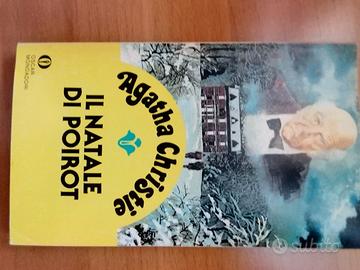 OSCAR
MONDADORI
Agatha Christie
IL NATALE
DI POIROT
subito